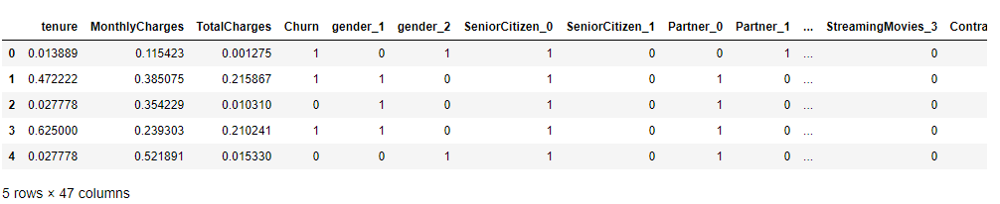 tenure MonthlyCharges TotalCharges Churn gender_1 gender_2 SeniorCitizen_0 SeniorCitizen_1 Partner_0 Partner_1 ... StreamingMovies_3 Contra
0 0.013889 0.115423 0.001275 1 0 1 1 0 0 1 ... 0
1 0.472222 0.385075 0.215867 1 1 0 1 0 1 0 ... 0
2 0.027778 0.354229 0.010310 0 1 0 1 0 1 0 ... 0
3 0.625000 0.239303 0.210241 1 1 0 1 0 1 0 ... 0
4 0.027778 0.521891 0.015330 0 0 1 1 0 1 0 ... 0
5 rows × 47 columns